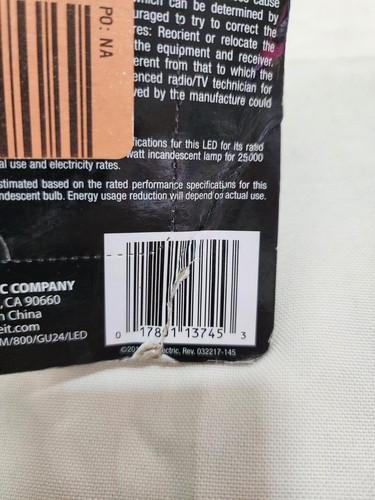 PO: NA
which can be determined by
uraged to try to correct the
res: Reorient or relocate the
the equipment and receiver.
erent from that to which the
enced radio/TV technician for
ved by the manufacture could
ifications for this LED for its rated
watt incandescent lamp for 25000
al use and electricity rates.
stimated based on the rated performance specifications for this
ndescent bulb. Energy usage reduction will depend on actual use.
C COMPANY
, CA 90660
n China
eit.com
M/800/GU24/LED
0 17801 13745 3
ectric, Rev. 032217-145